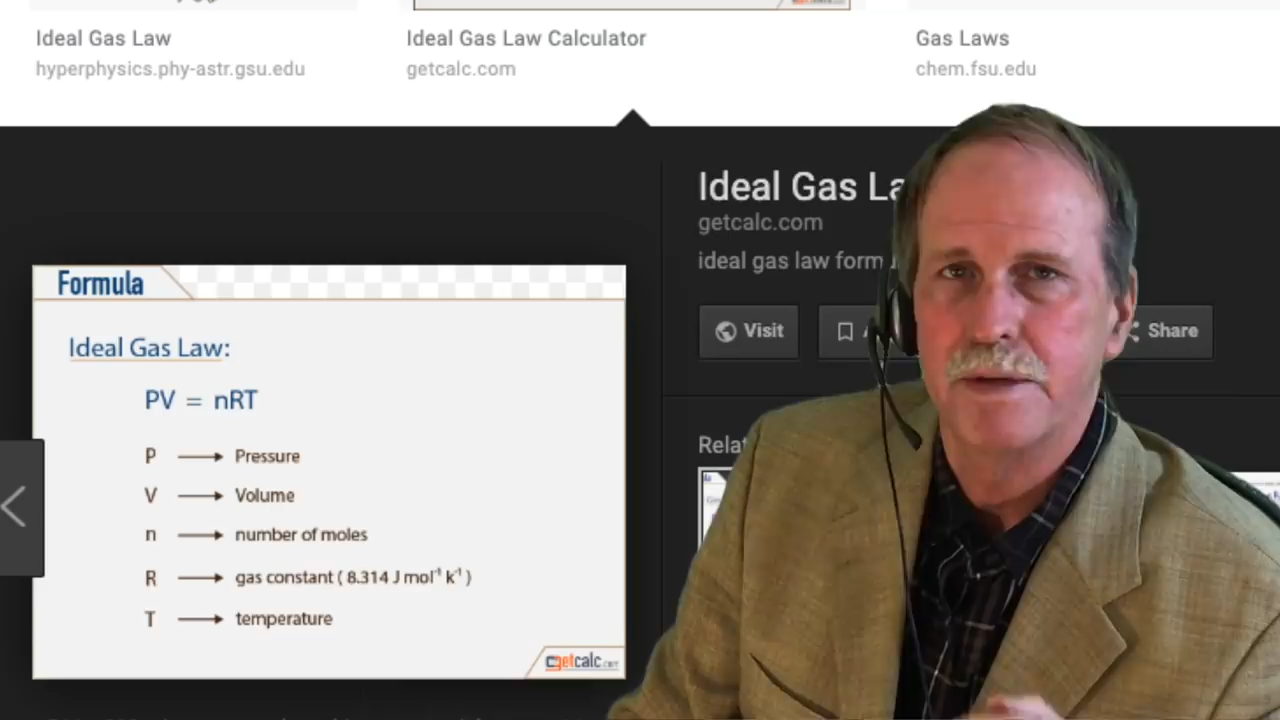 Ideal Gas Law
hyperphysics.phy-astr.gsu.edu
Ideal Gas Law Calculator
getcalc.com
Gas Laws
chem.fsu.edu
Ideal Gas La
getcalc.com
ideal gas law form
Visit
Share
Relat
Formula
Ideal Gas Law:
PV = nRT
P → Pressure
V → Volume
n → number of moles
R → gas constant ( 8.314 J mol⁻¹ k⁻¹ )
T → temperature
getcalc.com